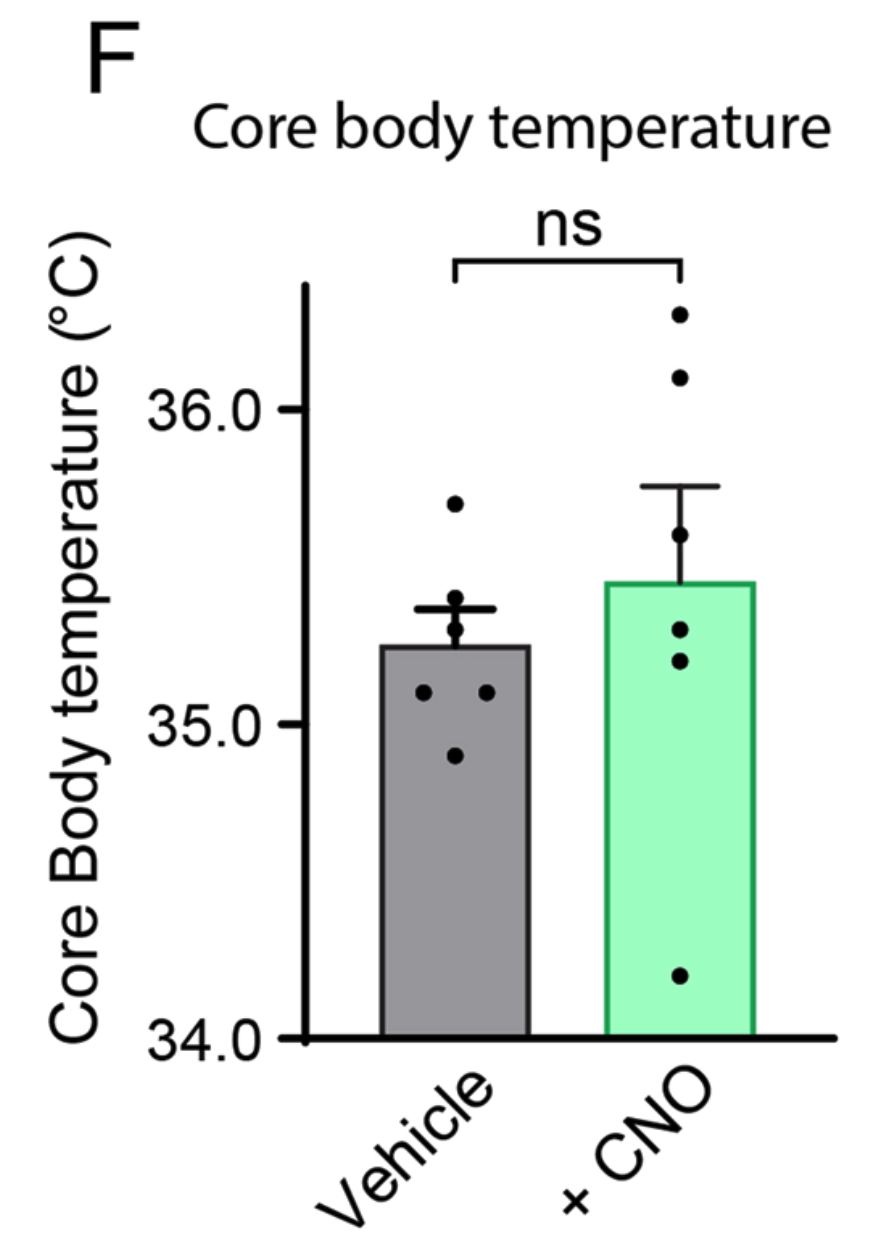 F
Core body temperature
ns
Core Body temperature (°C)
36.0
35.0
34.0
Vehicle
+ CNO